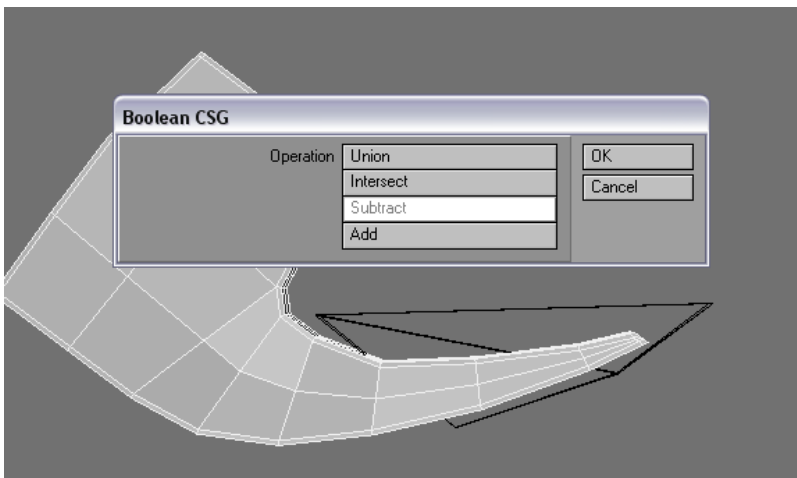 Boolean CSG
Operation Union OK
Intersect Cancel
Subtract
Add